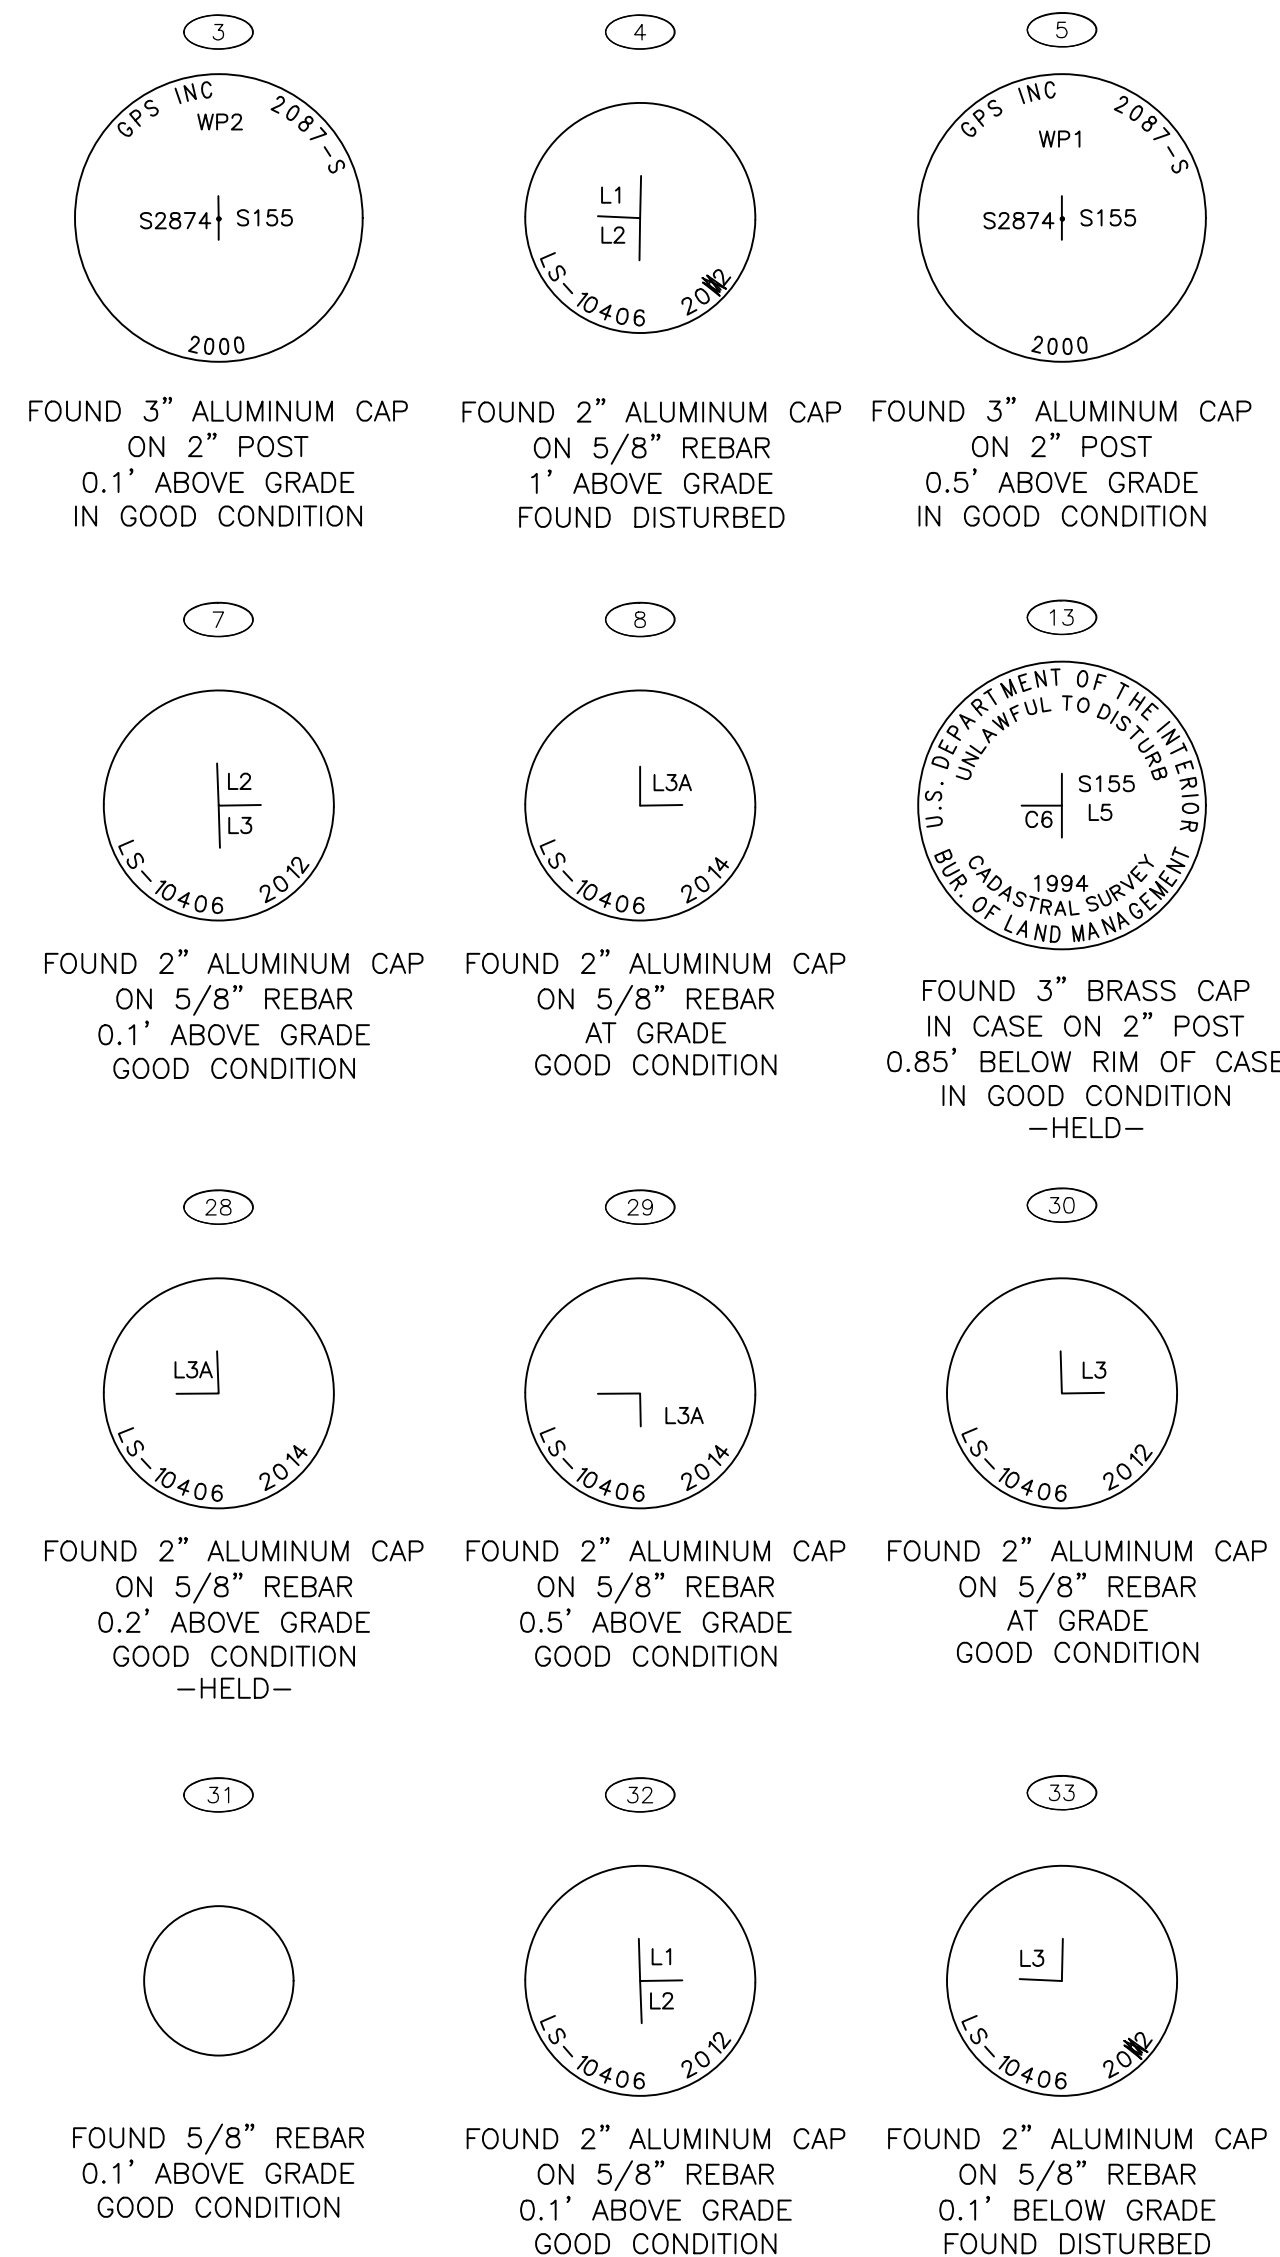 3
GPS INC 2087-S
WP2
S2874 S155
2000
FOUND 3" ALUMINUM CAP
ON 2" POST
0.1' ABOVE GRADE
IN GOOD CONDITION
4
L1
L2
LS-10406 2012
FOUND 2" ALUMINUM CAP
ON 5/8" REBAR
1' ABOVE GRADE
FOUND DISTURBED
5
GPS INC 2087-S
WP1
S2874 S155
2000
FOUND 3" ALUMINUM CAP
ON 2" POST
0.5' ABOVE GRADE
IN GOOD CONDITION
7
L2
L3
LS-10406 2012
FOUND 2" ALUMINUM CAP
ON 5/8" REBAR
0.1' ABOVE GRADE
GOOD CONDITION
8
L3A
LS-10406 2014
FOUND 2" ALUMINUM CAP
ON 5/8" REBAR
AT GRADE
GOOD CONDITION
13
U.S. DEPARTMENT OF THE INTERIOR
UNLAWFUL TO DISTURB
S155
C6 L5
1994
CADASTRAL SURVEY
BUR. OF LAND MANAGEMENT
FOUND 3" BRASS CAP
IN CASE ON 2" POST
0.85' BELOW RIM OF CASE
IN GOOD CONDITION
-HELD-
28
L3A
LS-10406 2014
FOUND 2" ALUMINUM CAP
ON 5/8" REBAR
0.2' ABOVE GRADE
GOOD CONDITION
-HELD-
29
L3A
LS-10406 2014
FOUND 2" ALUMINUM CAP
ON 5/8" REBAR
0.5' ABOVE GRADE
GOOD CONDITION
30
L3
LS-10406 2012
FOUND 2" ALUMINUM CAP
ON 5/8" REBAR
AT GRADE
GOOD CONDITION
31
FOUND 5/8" REBAR
0.1' ABOVE GRADE
GOOD CONDITION
32
L1
L2
LS-10406 2012
FOUND 2" ALUMINUM CAP
ON 5/8" REBAR
0.1' ABOVE GRADE
GOOD CONDITION
33
L3
LS-10406 2012
FOUND 2" ALUMINUM CAP
ON 5/8" REBAR
0.1' BELOW GRADE
FOUND DISTURBED